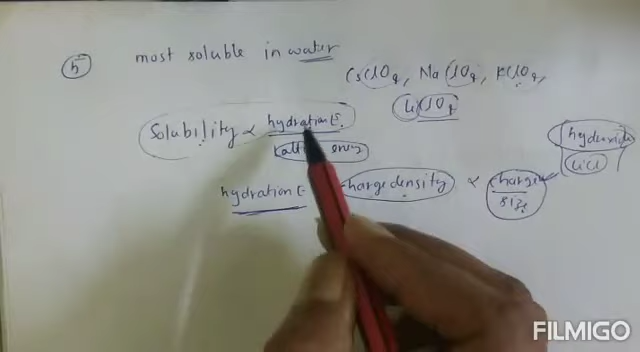 5 most soluble in water
CsClO4, NaClO4, KClO4,
LiClO4
Solubility ∝ hydration E.
hydration E charge density ∝ charge
size
LiCl
FILMIGO